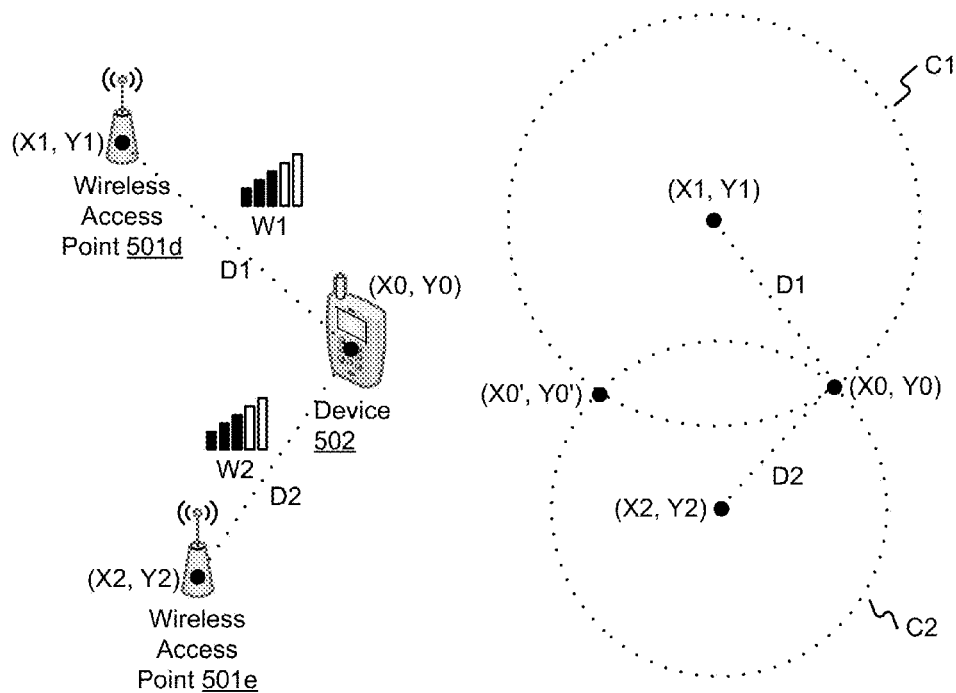 (X1, Y1)
Wireless
Access
Point 501d
W1
D1
(X0, Y0)
Device
502
W2
D2
(X2, Y2)
Wireless
Access
Point 501e
C1
(X1, Y1)
D1
(X0', Y0')
(X0, Y0)
D2
(X2, Y2)
C2